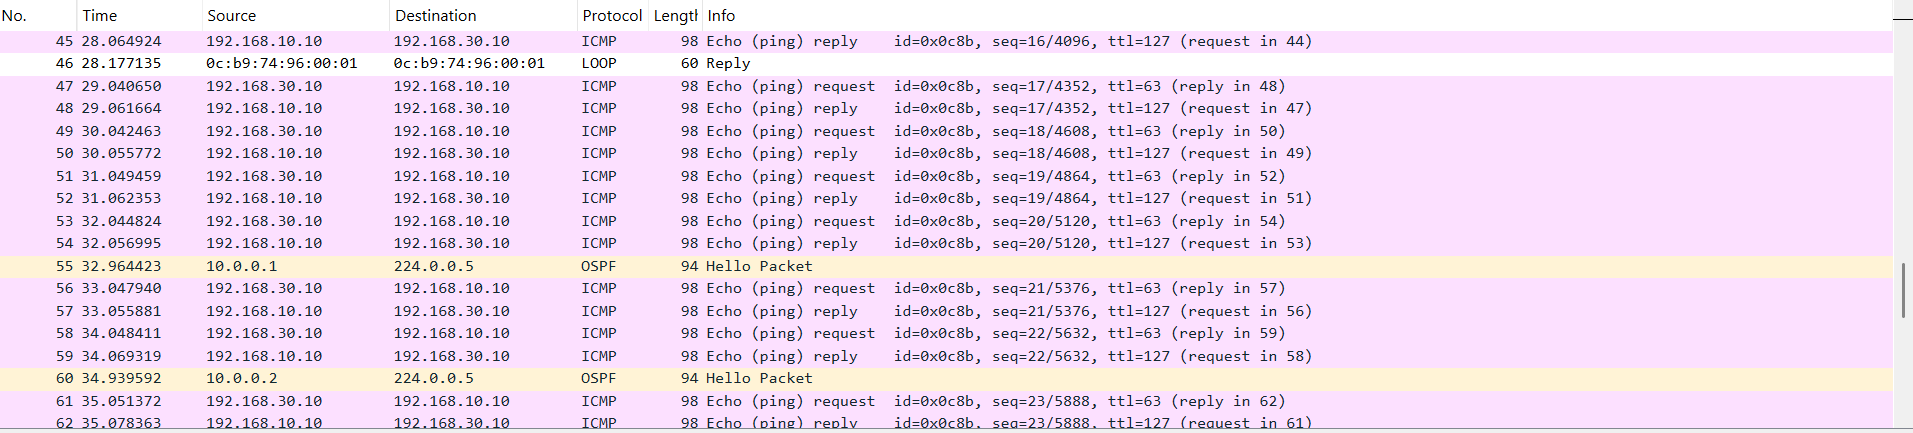 No. Time Source Destination Protocol Length Info
45 28.064924 192.168.10.10 192.168.30.10 ICMP 98 Echo (ping) reply id=0x0c8b, seq=16/4096, ttl=127 (request in 44)
46 28.177135 0c:b9:74:96:00:01 0c:b9:74:96:00:01 LOOP 60 Reply
47 29.040650 192.168.30.10 192.168.10.10 ICMP 98 Echo (ping) request id=0x0c8b, seq=17/4352, ttl=63 (reply in 48)
48 29.061664 192.168.10.10 192.168.30.10 ICMP 98 Echo (ping) reply id=0x0c8b, seq=17/4352, ttl=127 (request in 47)
49 30.042463 192.168.30.10 192.168.10.10 ICMP 98 Echo (ping) request id=0x0c8b, seq=18/4608, ttl=63 (reply in 50)
50 30.055772 192.168.10.10 192.168.30.10 ICMP 98 Echo (ping) reply id=0x0c8b, seq=18/4608, ttl=127 (request in 49)
51 31.049459 192.168.30.10 192.168.10.10 ICMP 98 Echo (ping) request id=0x0c8b, seq=19/4864, ttl=63 (reply in 52)
52 31.062353 192.168.10.10 192.168.30.10 ICMP 98 Echo (ping) reply id=0x0c8b, seq=19/4864, ttl=127 (request in 51)
53 32.044824 192.168.30.10 192.168.10.10 ICMP 98 Echo (ping) request id=0x0c8b, seq=20/5120, ttl=63 (reply in 54)
54 32.056995 192.168.10.10 192.168.30.10 ICMP 98 Echo (ping) reply id=0x0c8b, seq=20/5120, ttl=127 (request in 53)
55 32.964423 10.0.0.1 224.0.0.5 OSPF 94 Hello Packet
56 33.047940 192.168.30.10 192.168.10.10 ICMP 98 Echo (ping) request id=0x0c8b, seq=21/5376, ttl=63 (reply in 57)
57 33.055881 192.168.10.10 192.168.30.10 ICMP 98 Echo (ping) reply id=0x0c8b, seq=21/5376, ttl=127 (request in 56)
58 34.048411 192.168.30.10 192.168.10.10 ICMP 98 Echo (ping) request id=0x0c8b, seq=22/5632, ttl=63 (reply in 59)
59 34.069319 192.168.10.10 192.168.30.10 ICMP 98 Echo (ping) reply id=0x0c8b, seq=22/5632, ttl=127 (request in 58)
60 34.939592 10.0.0.2 224.0.0.5 OSPF 94 Hello Packet
61 35.051372 192.168.30.10 192.168.10.10 ICMP 98 Echo (ping) request id=0x0c8b, seq=23/5888, ttl=63 (reply in 62)
62 35.078363 192.168.10.10 192.168.30.10 ICMP 98 Echo (ping) reply id=0x0c8b, seq=23/5888, ttl=127 (request in 61)